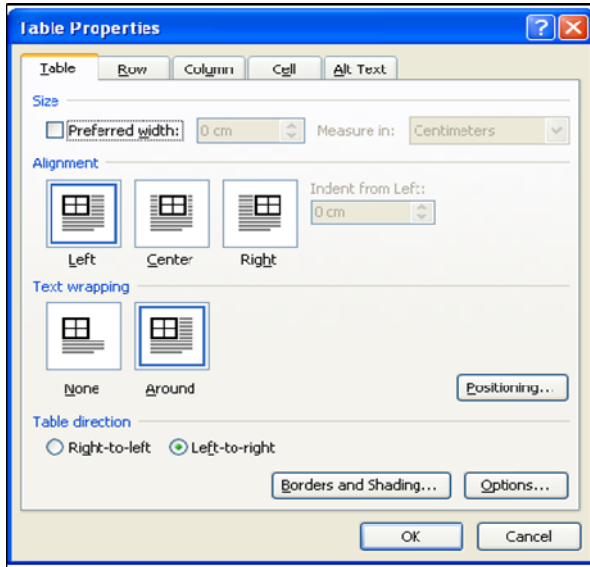 Table Properties
Table Row Column Cell Alt Text
Size
Preferred width: 0 cm Measure in: Centimeters
Alignment
Indent from Left:
0 cm
Left Center Right
Text wrapping
None Around
Positioning...
Table direction
Right-to-left Left-to-right
Borders and Shading... Options...
OK Cancel